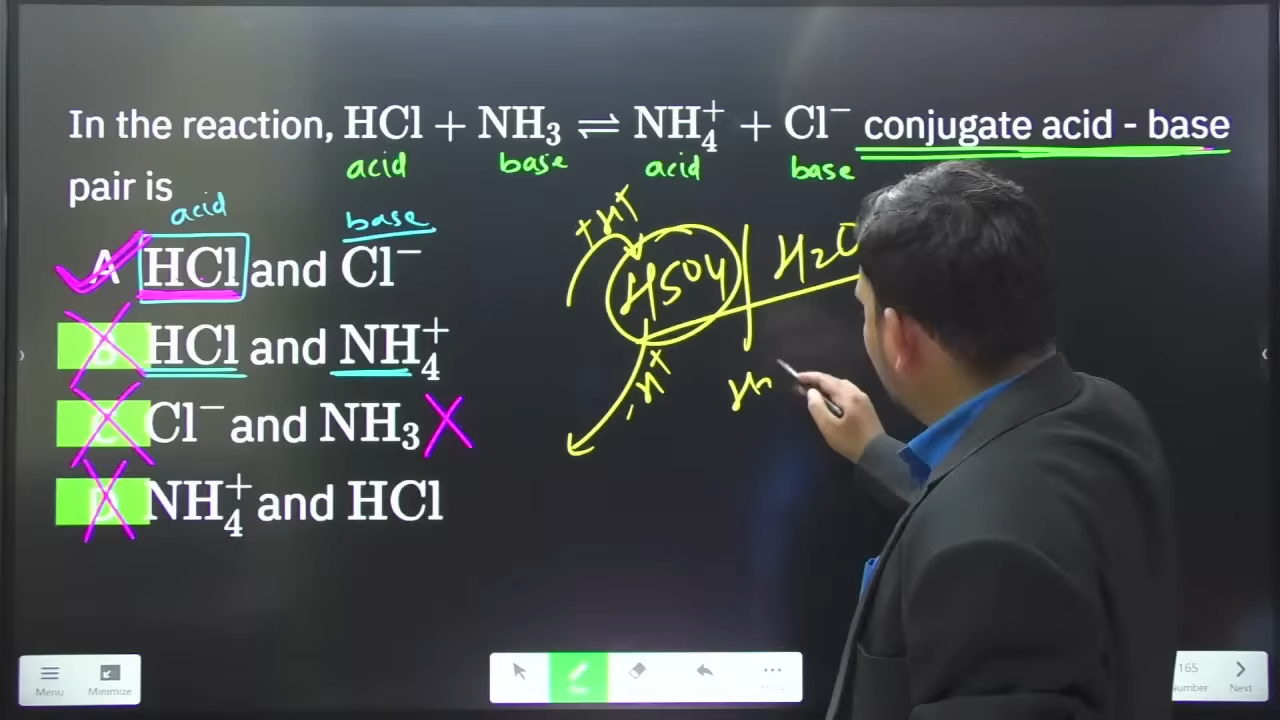 In the reaction, HCl + NH₃ ⇌ NH₄⁺ + Cl⁻ conjugate acid - base
acid base acid base
pair is
acid base
A HCl and Cl⁻
B HCl and NH₄⁺
C Cl⁻ and NH₃
D NH₄⁺ and HCl
+H⁺
HSO4 H2O
-H⁺
Menu Minimize
165
Number Next